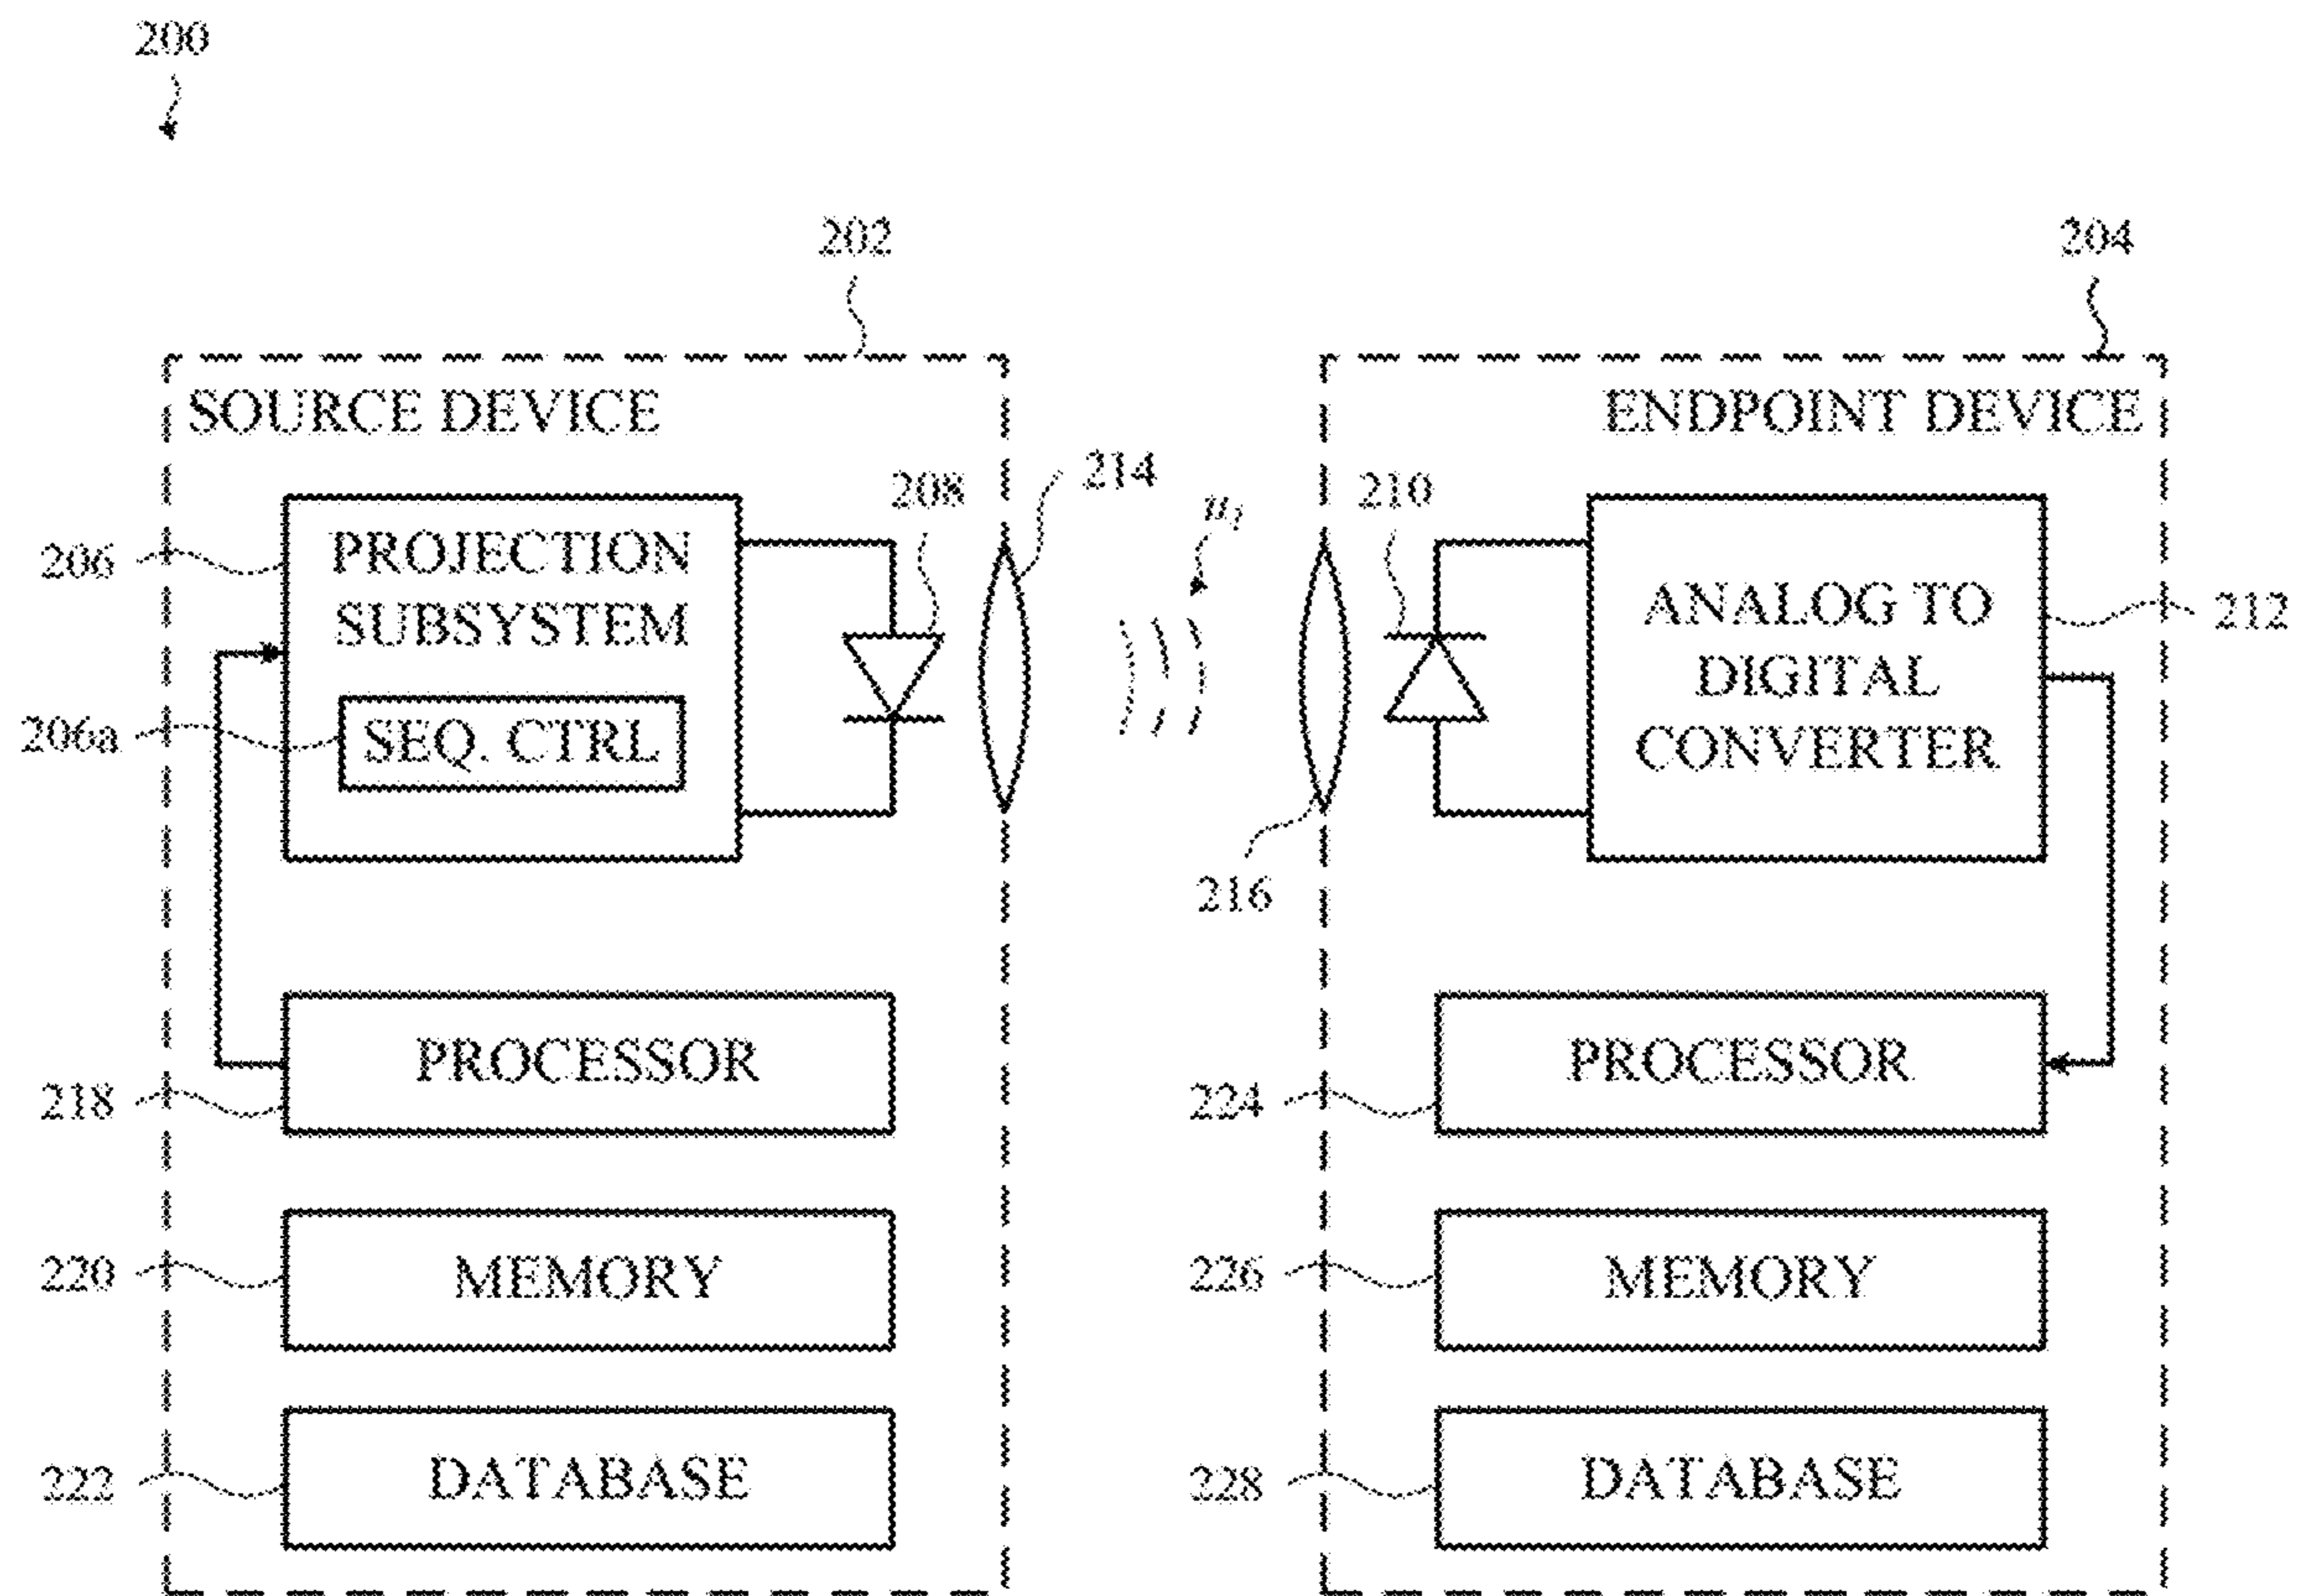 200
202
204
SOURCE DEVICE
ENDPOINT DEVICE
214
208
210
206
PROJECTION
SUBSYSTEM
ANALOG TO
DIGITAL
CONVERTER
212
206a
SEQ. CTRL
216
PROCESSOR
218
PROCESSOR
224
220
MEMORY
226
MEMORY
222
DATABASE
228
DATABASE